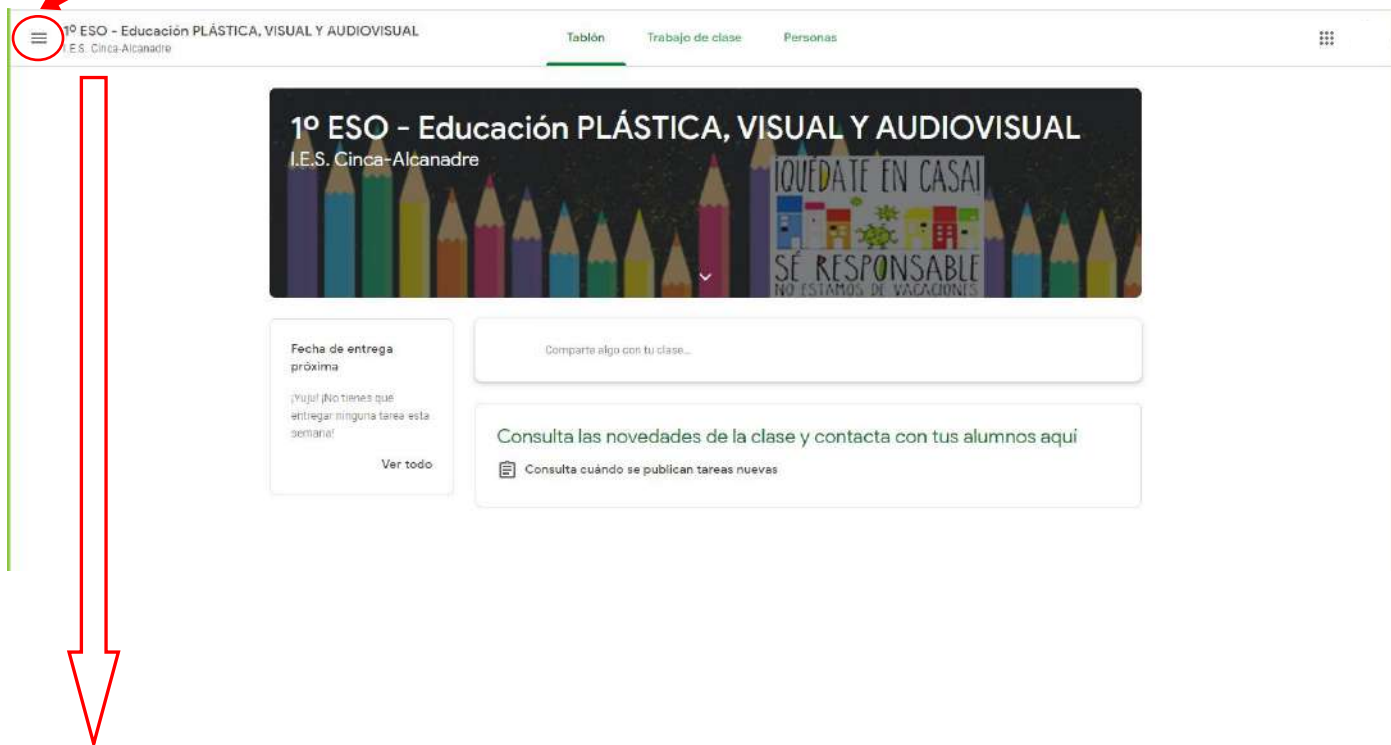 1º ESO - Educación PLÁSTICA, VISUAL Y AUDIOVISUAL
I.E.S. Cinca-Alcanadre
Tablón
Trabajo de clase
Personas
1º ESO - Educación PLÁSTICA, VISUAL Y AUDIOVISUAL
I.E.S. Cinca-Alcanadre
¡QUÉDATE EN CASA!
SÉ RESPONSABLE
NO ESTAMOS DE VACACIONES
Fecha de entrega
próxima
¡Yuju! ¡No tienes que
entregar ninguna tarea esta
semana!
Ver todo
Comparte algo con tu clase...
Consulta las novedades de la clase y contacta con tus alumnos aquí
Consulta cuándo se publican tareas nuevas